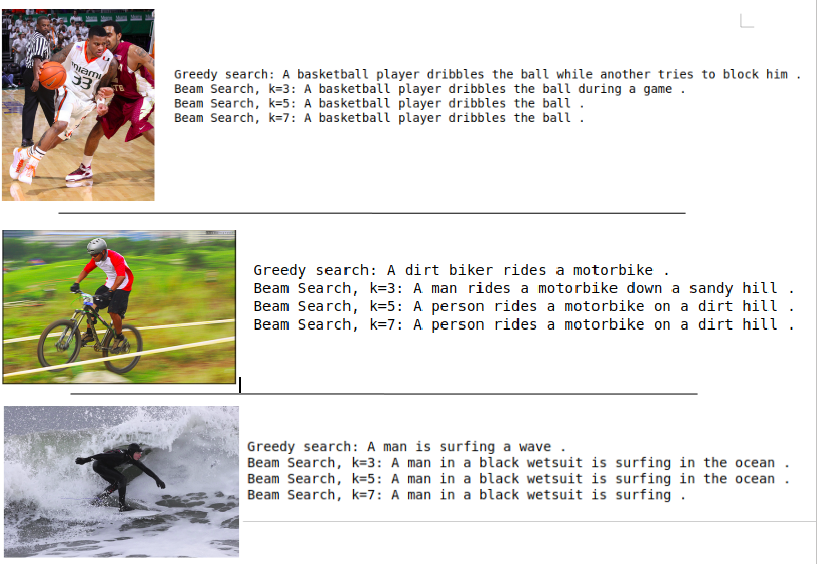 MIAMI
33
Greedy search: A basketball player dribbles the ball while another tries to block him .
Beam Search, k=3: A basketball player dribbles the ball during a game .
Beam Search, k=5: A basketball player dribbles the ball .
Beam Search, k=7: A basketball player dribbles the ball .
Greedy search: A dirt biker rides a motorbike .
Beam Search, k=3: A man rides a motorbike down a sandy hill .
Beam Search, k=5: A person rides a motorbike on a dirt hill .
Beam Search, k=7: A person rides a motorbike on a dirt hill .
Greedy search: A man is surfing a wave .
Beam Search, k=3: A man in a black wetsuit is surfing in the ocean .
Beam Search, k=5: A man in a black wetsuit is surfing in the ocean .
Beam Search, k=7: A man in a black wetsuit is surfing .